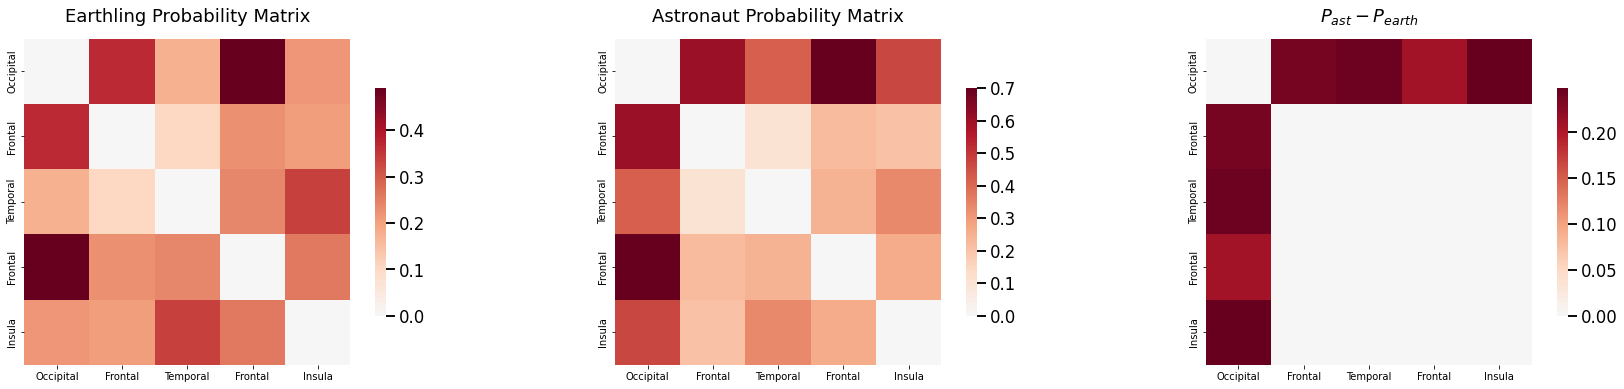 Earthling Probability Matrix
Occipital
Frontal
Temporal
Frontal
Insula
Occipital Frontal Temporal Frontal Insula
0.4
0.3
0.2
0.1
0.0
Astronaut Probability Matrix
Occipital
Frontal
Temporal
Frontal
Insula
Occipital Frontal Temporal Frontal Insula
0.7
0.6
0.5
0.4
0.3
0.2
0.1
0.0
P_ast − P_earth
Occipital
Frontal
Temporal
Frontal
Insula
Occipital Frontal Temporal Frontal Insula
0.20
0.15
0.10
0.05
0.00